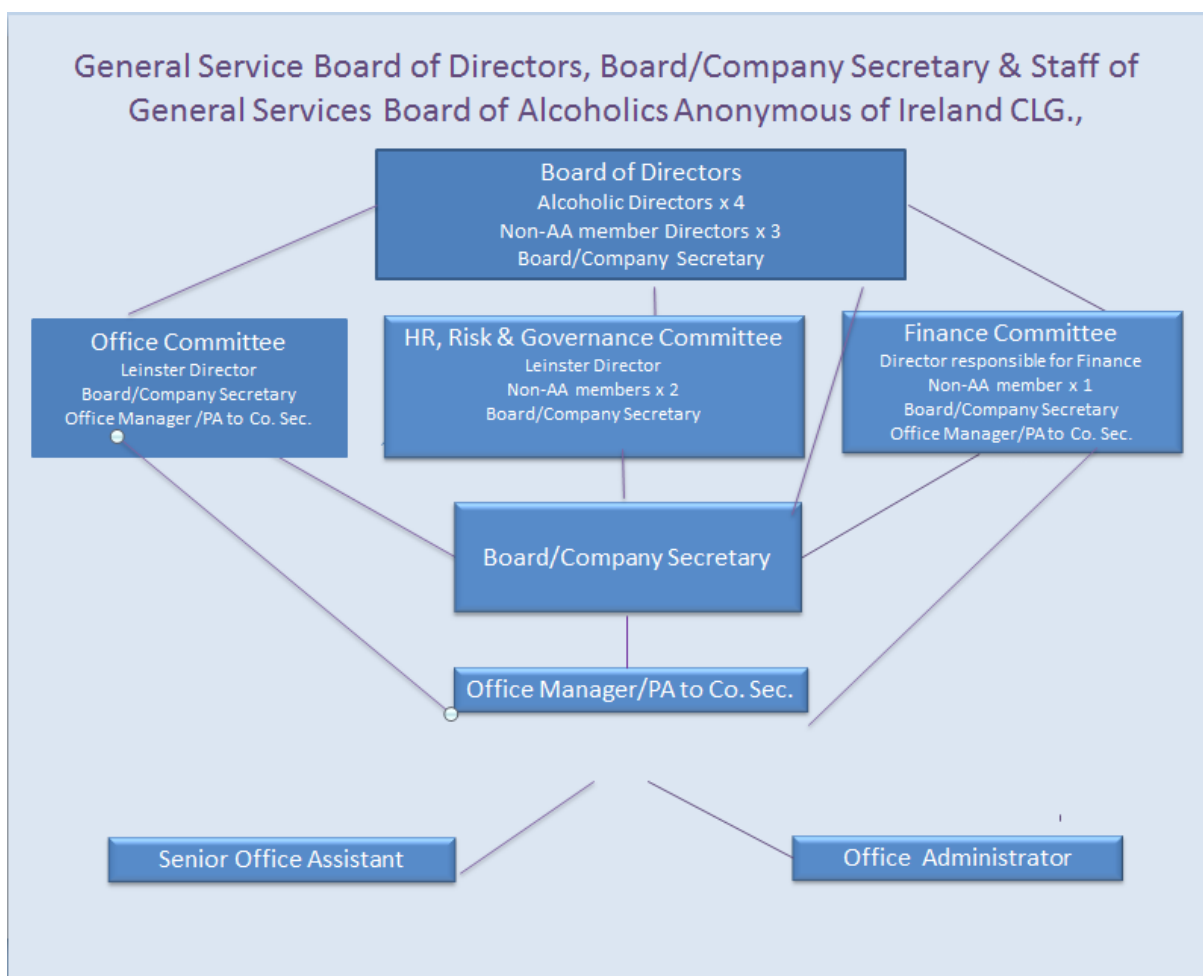 General Service Board of Directors, Board/Company Secretary & Staff of
General Services Board of Alcoholics Anonymous of Ireland CLG.,
Board of Directors
Alcoholic Directors x 4
Non-AA member Directors x 3
Board/Company Secretary
Office Committee
Leinster Director
Board/Company Secretary
Office Manager /PA to Co. Sec.
HR, Risk & Governance Committee
Leinster Director
Non-AA members x 2
Board/Company Secretary
Finance Committee
Director responsible for Finance
Non-AA member x 1
Board/Company Secretary
Office Manager/PA to Co. Sec.
Board/Company Secretary
Office Manager/PA to Co. Sec.
Senior Office Assistant
Office Administrator